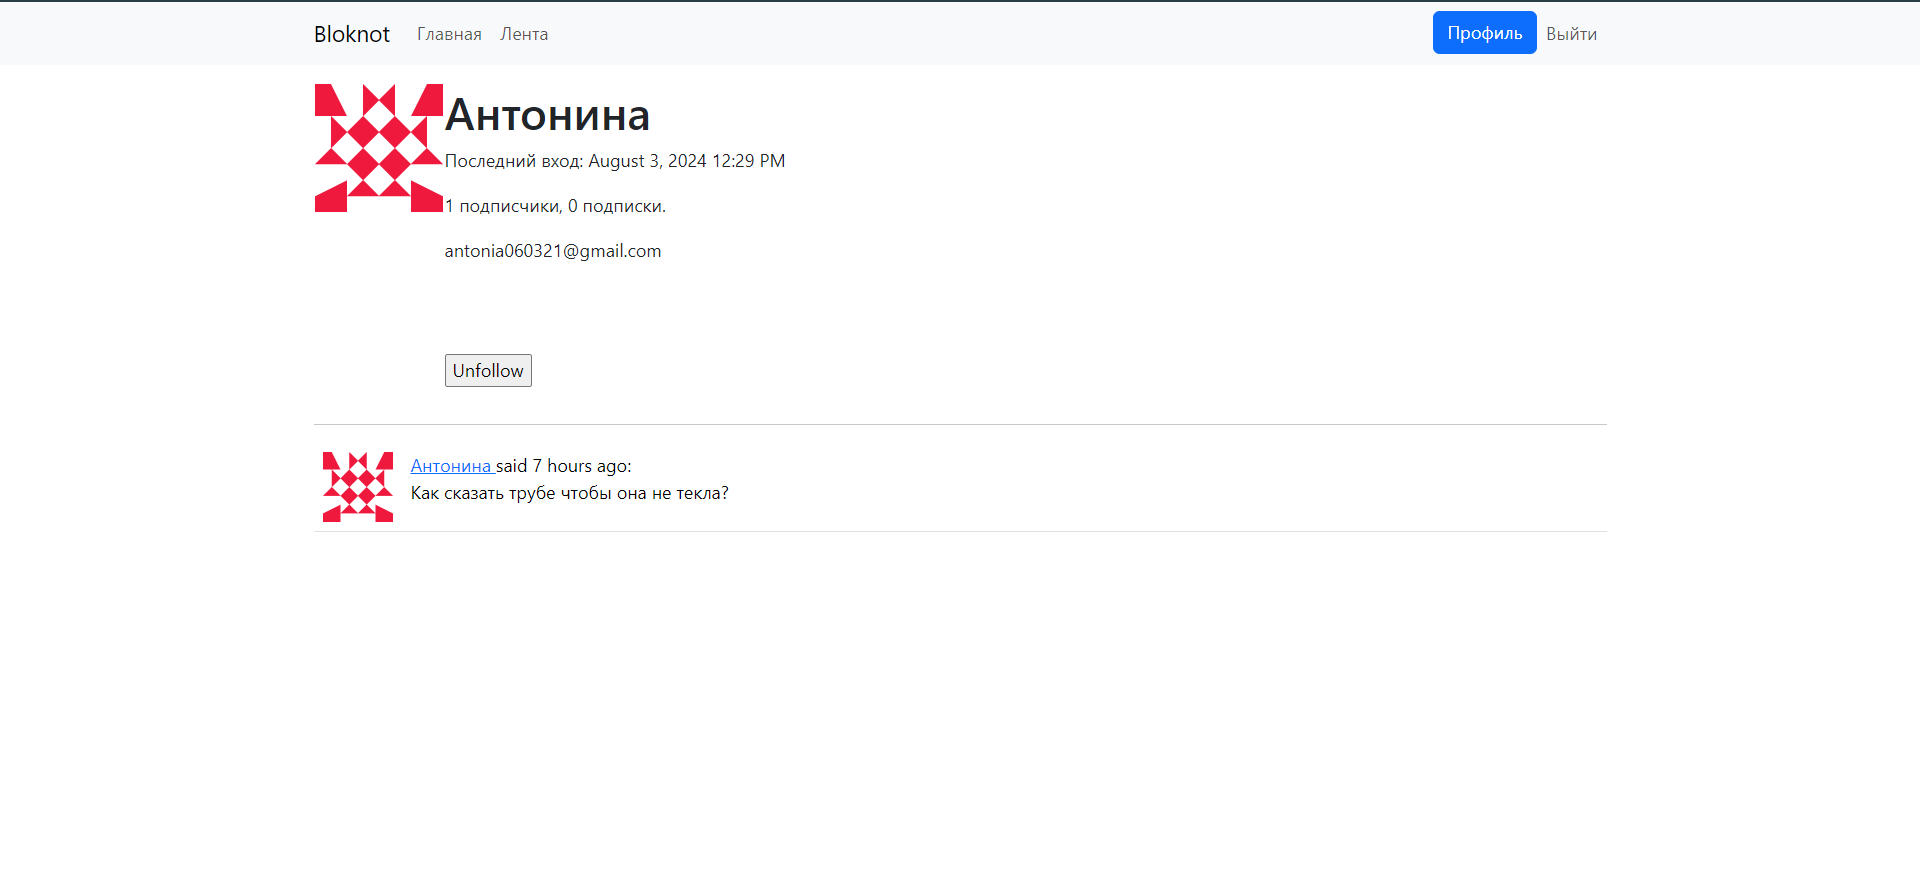 Bloknot Главная Лента Профиль Выйти
Антонина
Последний вход: August 3, 2024 12:29 PM
1 подписчики, 0 подписки.
antonia060321@gmail.com
Unfollow
Антонина said 7 hours ago:
Как сказать трубе чтобы она не текла?